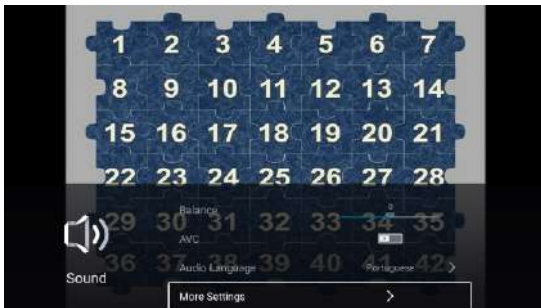 1 2 3 4 5 6 7
8 9 10 11 12 13 14
15 16 17 18 19 20 21
22 23 24 25 26 27 28
0
Balance
29 30 31 32 33 34 35
AVC
Sound
36 37 38 39 40 41 42
Audio Language Portuguese
More Settings